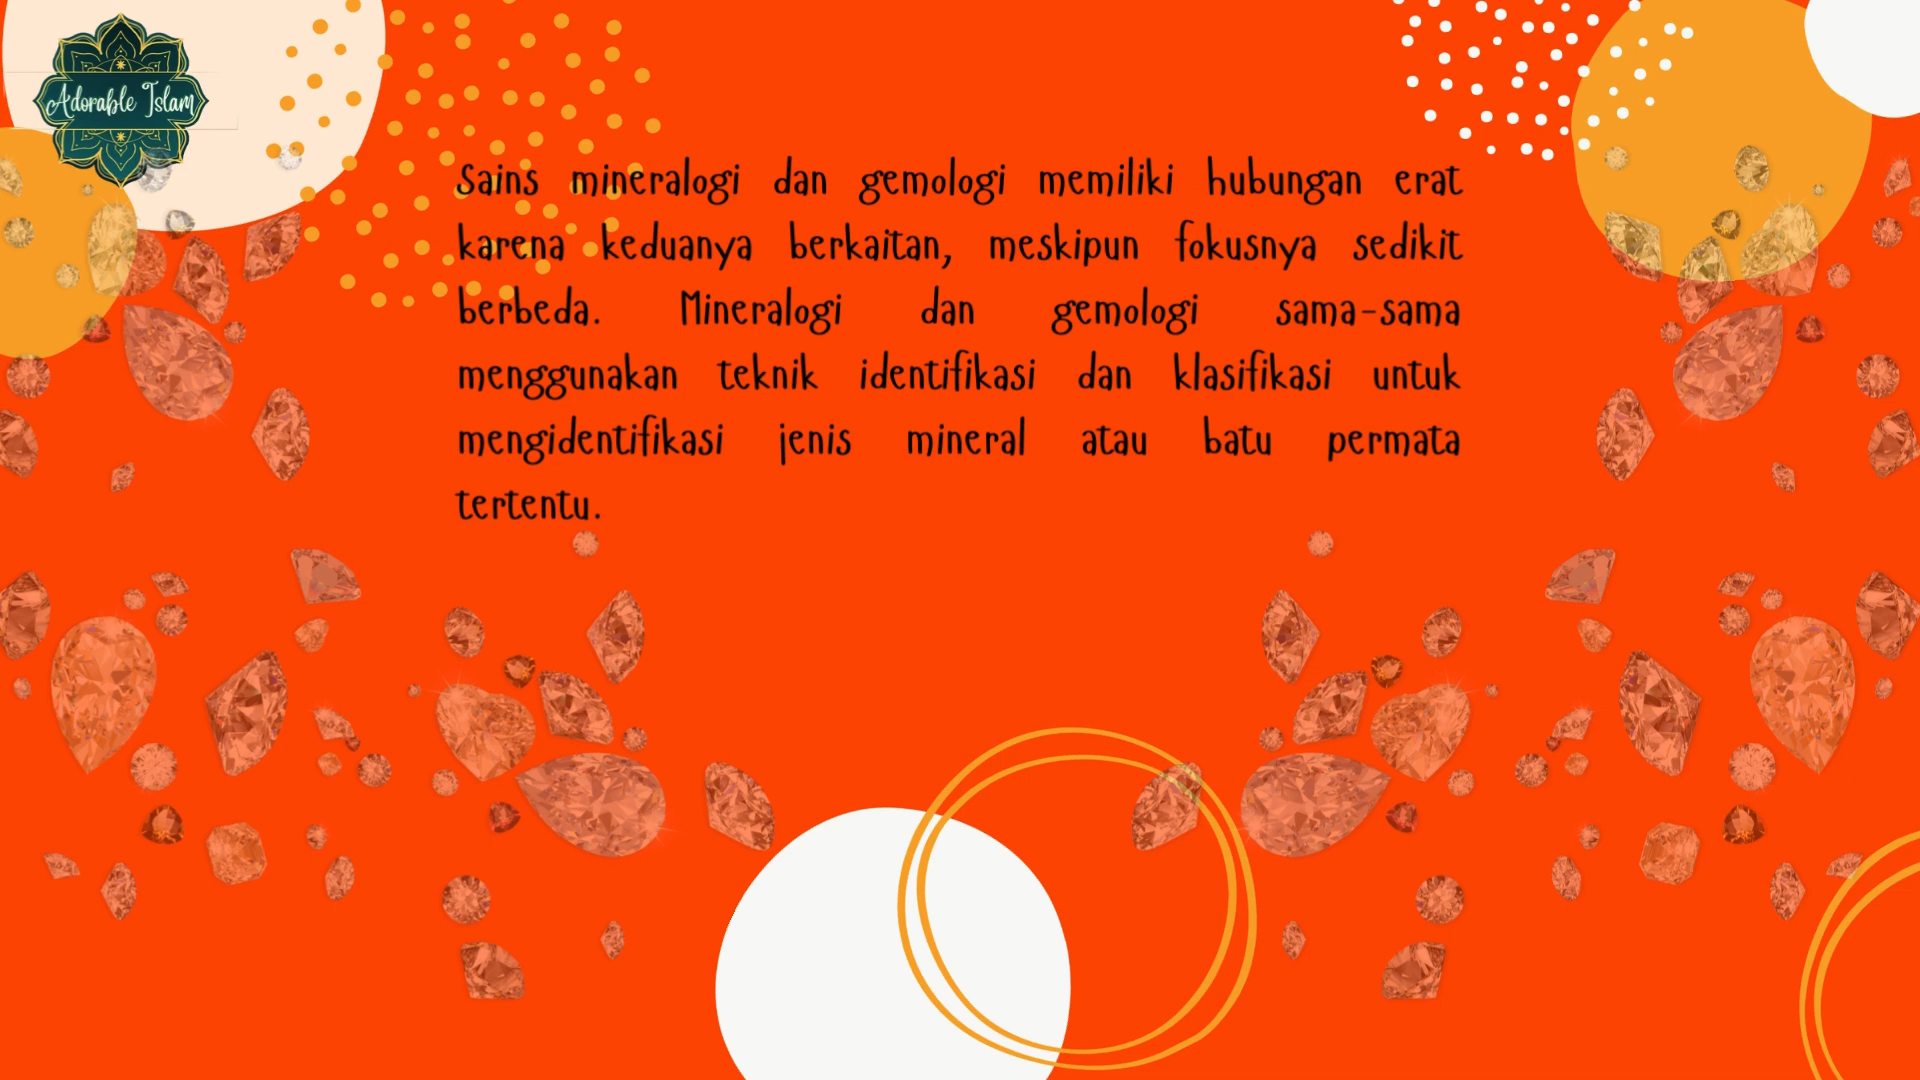 Adorable Islam
Sains mineralogi dan gemologi memiliki hubungan erat
karena keduanya berkaitan, meskipun fokusnya sedikit
berbeda. Mineralogi dan gemologi sama-sama
menggunakan teknik identifikasi dan klasifikasi untuk
mengidentifikasi jenis mineral atau batu permata
tertentu.